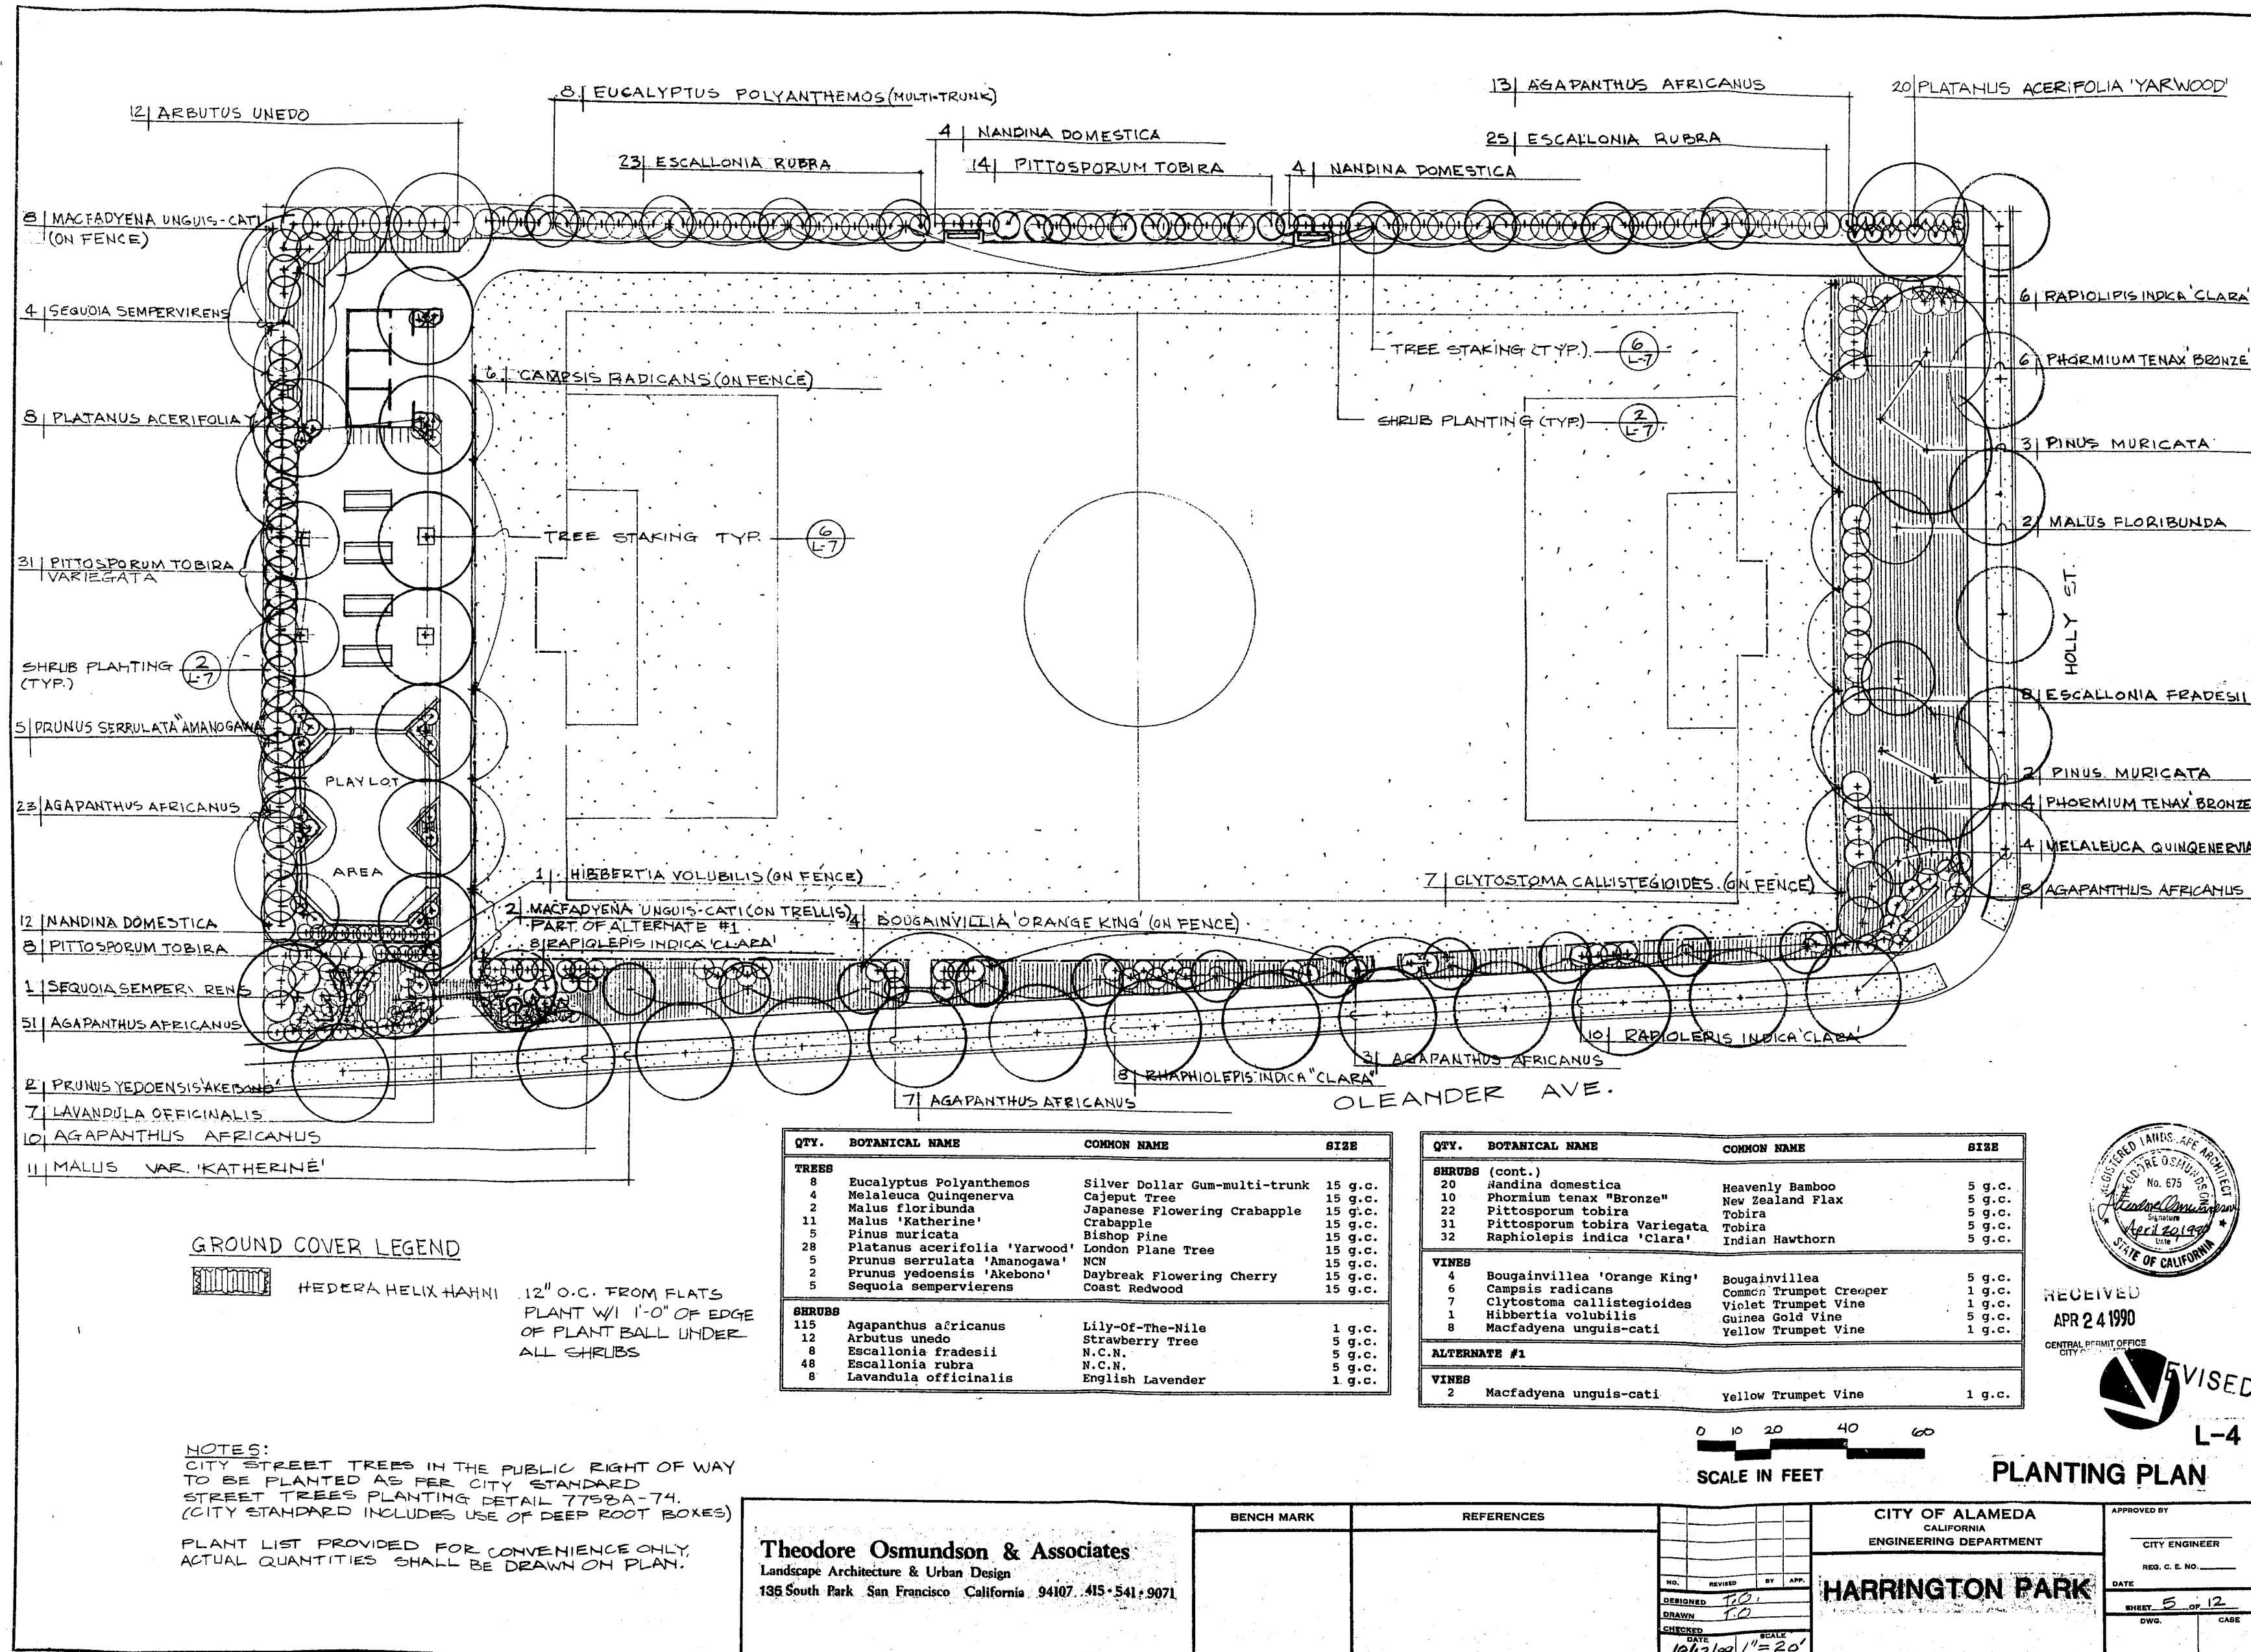 12| ARBUTUS UNEDO
8| EUCALYPTUS POLYANTHEMOS (MULTI-TRUNK)
23| ESCALLONIA RUBRA
4| NANDINA DOMESTICA
14| PITTOSPORUM TOBIRA
4| NANDINA DOMESTICA
13| AGAPANTHUS AFRICANUS
25| ESCALLONIA RUBRA
20| PLATANUS ACERIFOLIA 'YARWOOD'
8| MACFADYENA UNGUIS-CATI
(ON FENCE)
4| SEQUOIA SEMPERVIRENS
8| PLATANUS ACERIFOLIA Y
31| PITTOSPORUM TOBIRA
VARIEGATA
SHRUB PLANTING
(TYP.)
2
L-7
5| PRUNUS SERRULATA "AMANOGAWA
23| AGAPANTHUS AFRICANUS
12| NANDINA DOMESTICA
8| PITTOSPORUM TOBIRA
1| SEQUOIA SEMPERVIRENS
51| AGAPANTHUS AFRICANUS
2| PRUNUS YEDOENSIS 'AKEBONO'
7| LAVANDULA OFFICINALIS
10| AGAPANTHUS AFRICANUS
11| MALUS VAR. 'KATHERINE'
6| CAMPSIS RADICANS (ON FENCE)
TREE STAKING TYP.
6
L-7
PLAY LOT
AREA
TREE STAKING (TYP.)
6
L-7
SHRUB PLANTING (TYP.)
2
L-7
1| HIBBERTIA VOLUBILIS (ON FENCE)
2| MACFADYENA UNGUIS-CATI (ON TRELLIS)
PART OF ALTERNATE #1
8| RAPIOLEPIS INDICA 'CLARA'
4| BOUGAINVILLIA 'ORANGE KING' (ON FENCE)
7| CLYTOSTOMA CALLISTEGIOIDES (ON FENCE)
6| RAPIOLIPIS INDICA 'CLARA'
6| PHORMIUM TENAX 'BRONZE'
3| PINUS MURICATA
2| MALUS FLORIBUNDA
HOLLY ST.
8| ESCALLONIA FRADESII
2| PINUS MURICATA
4| PHORMIUM TENAX 'BRONZE
4| MELALEUCA QUINQENERVIA
8| AGAPANTHUS AFRICANUS
10| RAPIOLEPIS INDICA 'CLARA'
3| AGAPANTHUS AFRICANUS
8| RHAPHIOLEPIS INDICA "CLARA"
7| AGAPANTHUS AFRICANUS
OLEANDER AVE.
QTY. BOTANICAL NAME COMMON NAME SIZE
TREES
8 Eucalyptus Polyanthemos Silver Dollar Gum-multi-trunk 15 g.c.
4 Melaleuca Quinqenerva Cajeput Tree 15 g.c.
2 Malus floribunda Japanese Flowering Crabapple 15 g.c.
11 Malus 'Katherine' Crabapple 15 g.c.
5 Pinus muricata Bishop Pine 15 g.c.
28 Platanus acerifolia 'Yarwood' London Plane Tree 15 g.c.
5 Prunus serrulata 'Amanogawa' NCN 15 g.c.
2 Prunus yedoensis 'Akebono' Daybreak Flowering Cherry 15 g.c.
5 Sequoia sempervierens Coast Redwood 15 g.c.
SHRUBS
115 Agapanthus africanus Lily-Of-The-Nile 1 g.c.
12 Arbutus unedo Strawberry Tree 5 g.c.
8 Escallonia fradesii N.C.N. 5 g.c.
48 Escallonia rubra N.C.N. 5 g.c.
8 Lavandula officinalis English Lavender 1 g.c.
QTY. BOTANICAL NAME COMMON NAME SIZE
SHRUBS (cont.)
20 Nandina domestica Heavenly Bamboo 5 g.c.
10 Phormium tenax "Bronze" New Zealand Flax 5 g.c.
22 Pittosporum tobira Tobira 5 g.c.
31 Pittosporum tobira Variegata Tobira 5 g.c.
32 Raphiolepis indica 'Clara' Indian Hawthorn 5 g.c.
VINES
4 Bougainvillea 'Orange King' Bougainvillea 5 g.c.
6 Campsis radicans Common Trumpet Creeper 1 g.c.
7 Clytostoma callistegioides Violet Trumpet Vine 1 g.c.
1 Hibbertia volubilis Guinea Gold Vine 5 g.c.
8 Macfadyena unguis-cati Yellow Trumpet Vine 1 g.c.
ALTERNATE #1
VINES
2 Macfadyena unguis-cati Yellow Trumpet Vine 1 g.c.
GROUND COVER LEGEND
HEDERA HELIX HAHNI 12" O.C. FROM FLATS
PLANT W/I 1'-0" OF EDGE
OF PLANT BALL UNDER
ALL SHRUBS
NOTES:
CITY STREET TREES IN THE PUBLIC RIGHT OF WAY
TO BE PLANTED AS PER CITY STANDARD
STREET TREES PLANTING DETAIL 7758A-74.
(CITY STANDARD INCLUDES USE OF DEEP ROOT BOXES)
PLANT LIST PROVIDED FOR CONVENIENCE ONLY,
ACTUAL QUANTITIES SHALL BE DRAWN ON PLAN.
REGISTERED LANDSCAPE ARCHITECT
THEODORE OSMUNDSON
No. 675
Signature
April 20, 1990
Date
STATE OF CALIFORNIA
RECEIVED
APR 24 1990
CENTRAL PERMIT OFFICE
REVISED
0 10 20 40 60
SCALE IN FEET
L-4
PLANTING PLAN
Theodore Osmundson & Associates
Landscape Architecture & Urban Design
135 South Park San Francisco California 94107 415·541·9071
BENCH MARK
REFERENCES
NO. REVISED BY APP.
DESIGNED T.O.
DRAWN T.O
CHECKED
DATE SCALE
1"=20'
CITY OF ALAMEDA
CALIFORNIA
ENGINEERING DEPARTMENT
HARRINGTON PARK
APPROVED BY
CITY ENGINEER
REG. C. E. NO.
DATE
SHEET 5 OF 12
DWG. CASE